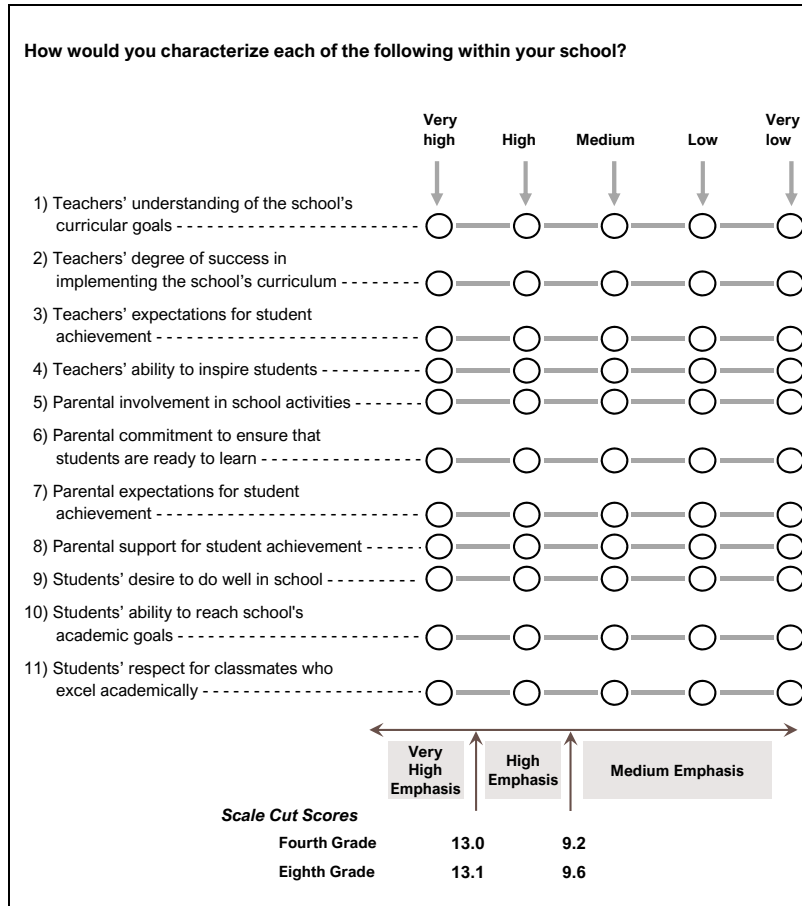 How would you characterize each of the following within your school?
Very
high
High
Medium
Low
Very
low
1) Teachers’ understanding of the school’s
curricular goals - - - - - - - - - - - - - - - - - - - - - - - - - - - - - -
2) Teachers’ degree of success in
implementing the school’s curriculum - - - - - - - -
3) Teachers’ expectations for student
achievement - - - - - - - - - - - - - - - - - - - - - - - - - - - - - - -
4) Teachers’ ability to inspire students - - - - - - - - - - - - -
5) Parental involvement in school activities - - - - - - - - -
6) Parental commitment to ensure that
students are ready to learn - - - - - - - - - - - - - - - - - -
7) Parental expectations for student
achievement - - - - - - - - - - - - - - - - - - - - - - - - - - - - - - -
8) Parental support for student achievement - - - - - - -
9) Students’ desire to do well in school - - - - - - - - - - - -
10) Students’ ability to reach school's
academic goals - - - - - - - - - - - - - - - - - - - - - - - - - - - -
11) Students’ respect for classmates who
excel academically - - - - - - - - - - - - - - - - - - - - - - - -
Very
High
Emphasis
High
Emphasis
Medium Emphasis
Scale Cut Scores
Fourth Grade 13.0 9.2
Eighth Grade 13.1 9.6